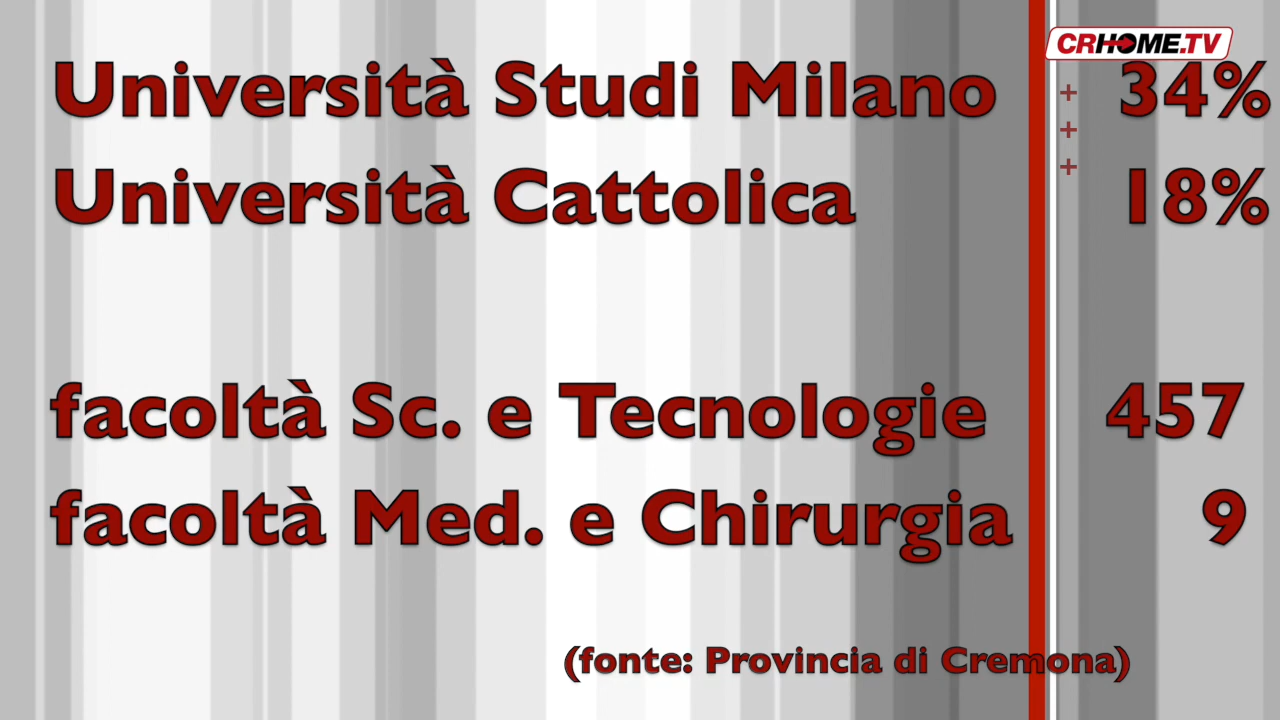 CRHOME.TV
Università Studi Milano 34%
+
+
+
Università Cattolica 18%
facoltà Sc. e Tecnologie 457
facoltà Med. e Chirurgia 9
(fonte: Provincia di Cremona)